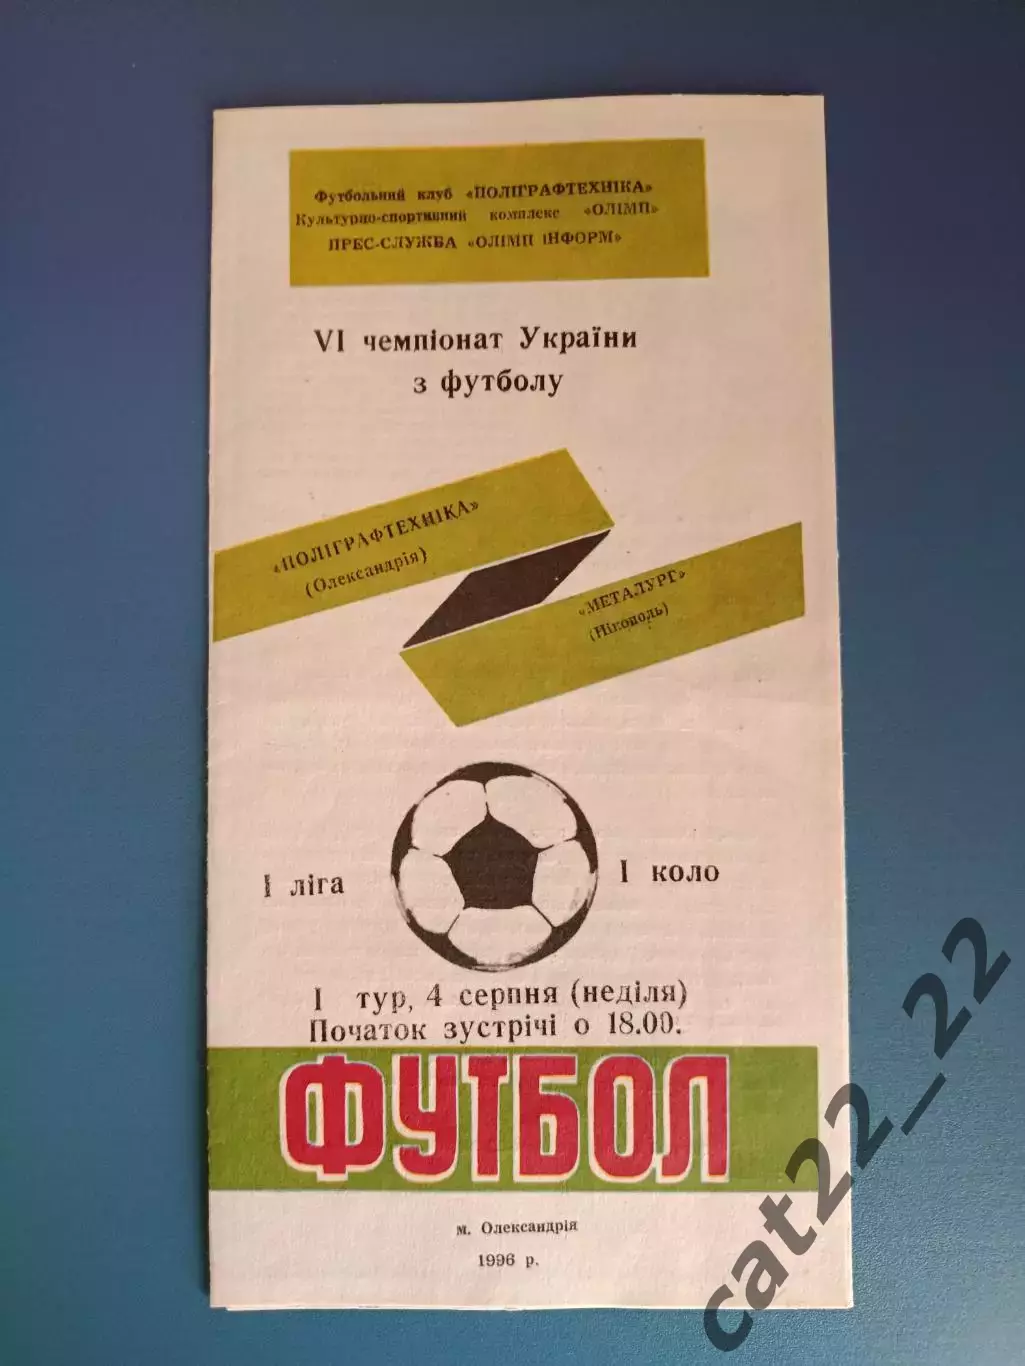 Футбольний клуб «ПОЛІГРАФТЕХНІКА»
Культурно-спортивний комплекс «ОЛІМП»
ПРЕС-СЛУЖБА «ОЛІМП ІНФОРМ»
VI чемпіонат України
з футболу
«ПОЛІГРАФТЕХНІКА»
(Олександрія)
«МЕТАЛУРГ»
(Нікополь)
I ліга
I коло
I тур, 4 серпня (неділя)
Початок зустрічі о 18.00.
ФУТБОЛ
м. Олександрія
1996 р.
cat22_22